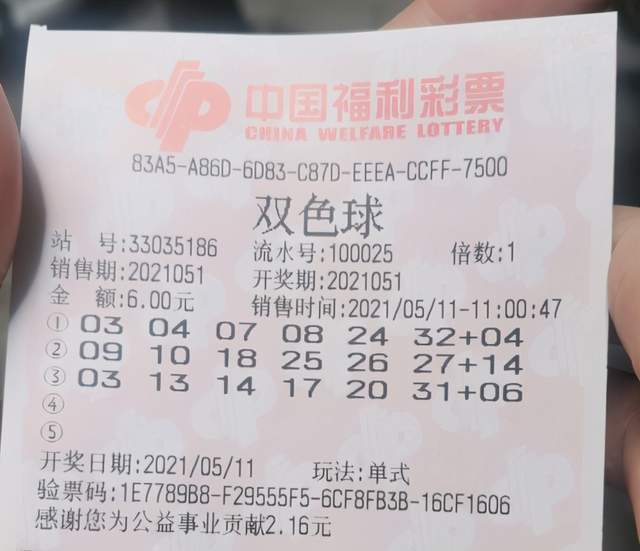 中国福利彩票
CHINA WELFARE LOTTERY
83A5-A86D-6D83-C87D-EEEA-CCFF-7500
双色球
站 号:33035186 流水号:100025 倍数:1
销售期:2021051 开奖期:2021051
金 额:6.00元 销售时间:2021/05/11-11:00:47
① 03 04 07 08 24 32+04
② 09 10 18 25 26 27+14
③ 03 13 14 17 20 31+06
④
⑤
开奖日期:2021/05/11 玩法:单式
验票码:1E7789B8-F29555F5-6CF8FB3B-16CF1606
感谢您为公益事业贡献2.16元